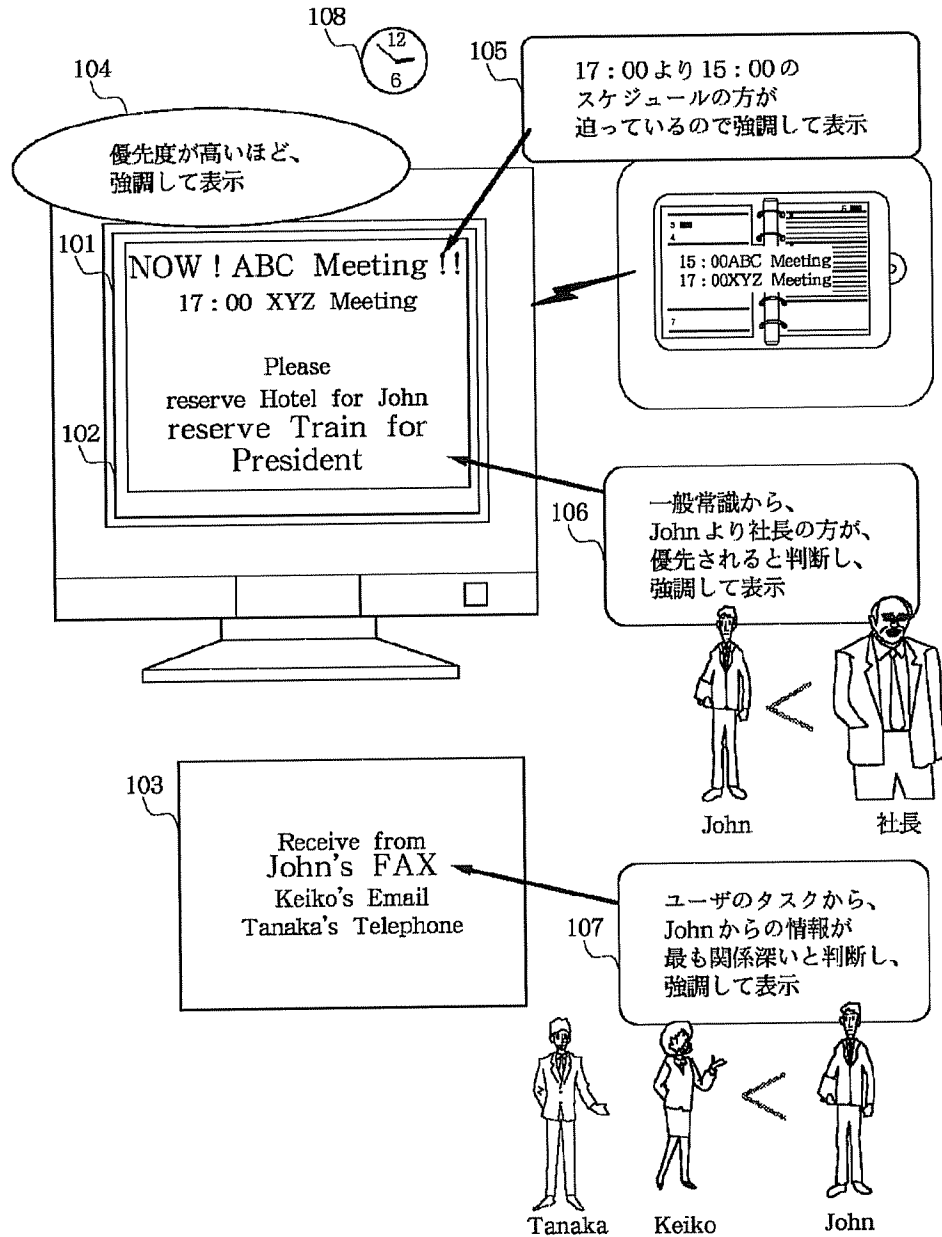 108
12
6
104
優先度が高いほど、
強調して表示
105
17：00より15：00の
スケジュールの方が
迫っているので強調して表示
101
NOW ! ABC Meeting !!
17 : 00 XYZ Meeting
Please
reserve Hotel for John
reserve Train for
President
102
3
4
7
15 : 00ABC Meeting
17 : 00XYZ Meeting
106
一般常識から、
Johnより社長の方が、
優先されると判断し、
強調して表示
John
社長
103
Receive from
John's FAX
Keiko's Email
Tanaka's Telephone
107
ユーザのタスクから、
Johnからの情報が
最も関係深いと判断し、
強調して表示
Tanaka
Keiko
John